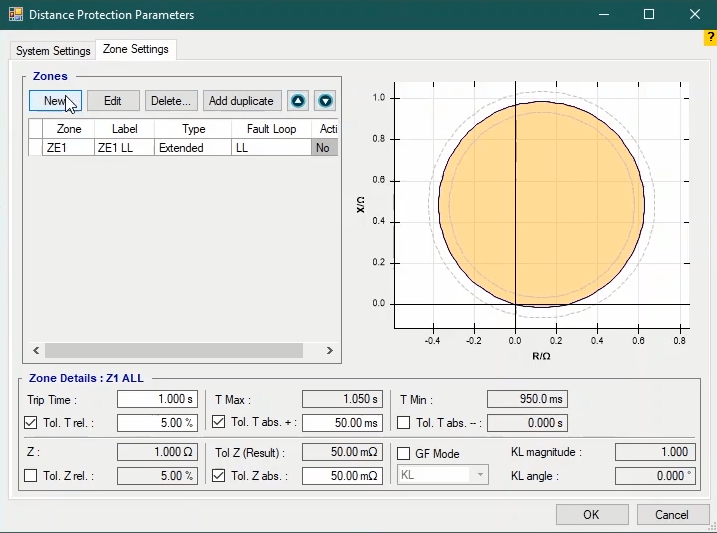 Distance Protection Parameters
?
System Settings Zone Settings
Zones
New Edit Delete... Add duplicate
Zone Label Type Fault Loop Acti
ZE1 ZE1 LL Extended LL No
1.0
0.8
0.6
0.4
0.2
0.0
X/Ω
-0.4 -0.2 0.0 0.2 0.4 0.6 0.8
R/Ω
Zone Details : Z1 ALL
Trip Time : 1.000 s T Max : 1.050 s T Min : 950.0 ms
Tol. T rel. : 5.00 % Tol. T abs. + : 50.00 ms Tol. T abs. -- : 0.000 s
Z : 1.000 Ω Tol Z (Result) : 50.00 mΩ GF Mode KL magnitude : 1.000
Tol. Z rel. : 5.00 % Tol. Z abs. : 50.00 mΩ KL KL angle : 0.000 °
OK Cancel